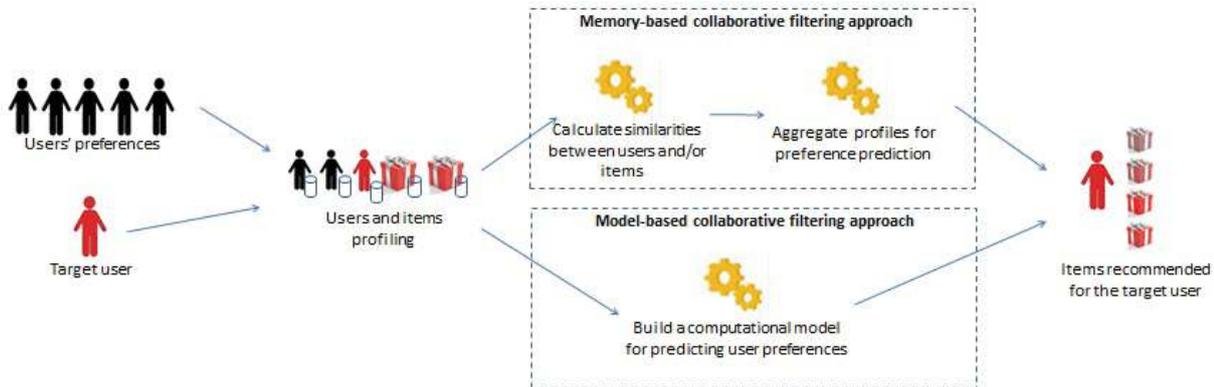 Memory-based collaborative filtering approach
Users' preferences
Calculate similarities
between users and/or
items
Aggregate profiles for
preference prediction
Users and items
profiling
Target user
Model-based collaborative filtering approach
Build a computational model
for predicting user preferences
Items recommended
for the target user